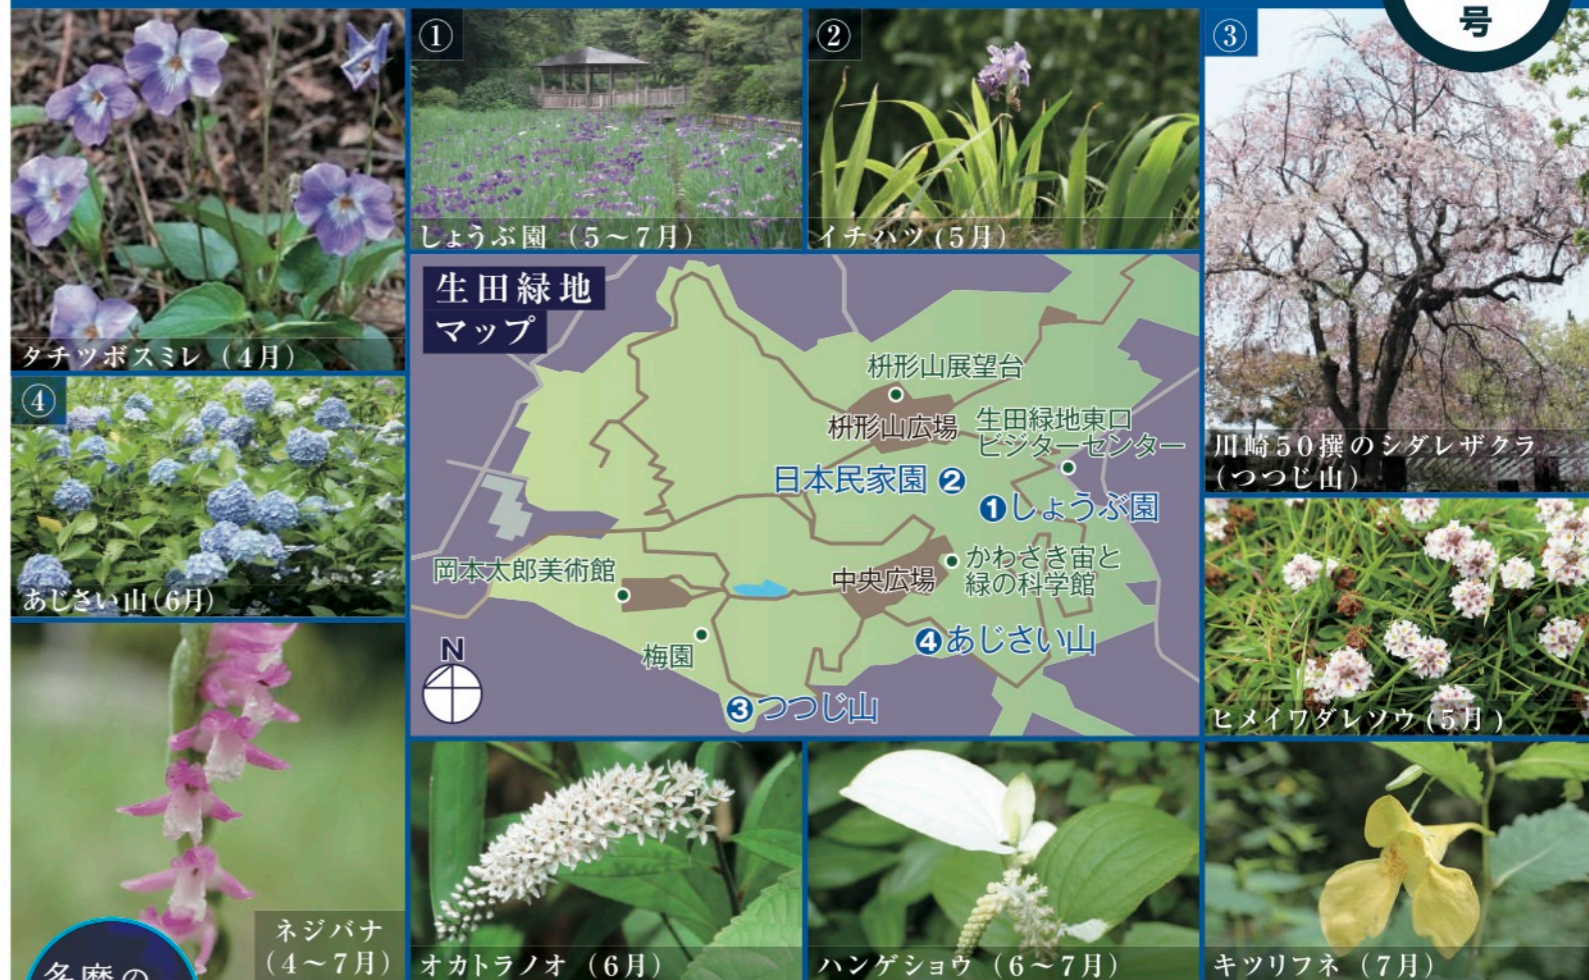 号
タチツボスミレ（4月）
①
しょうぶ園（5〜7月）
②
イチハツ(5月)
③
川崎50撰のシダレザクラ
（つつじ山）
④
あじさい山(6月)
生田緑地
マップ
枡形山展望台
枡形山広場
生田緑地東口
ビジターセンター
日本民家園 ❷
❶しょうぶ園
岡本太郎美術館
中央広場
かわさき宙と
緑の科学館
❹あじさい山
梅園
N
❸つつじ山
ヒメイワダレソウ(5月)
ネジバナ
（4〜7月）
オカトラノオ（6月）
ハンゲショウ（6〜7月）
キツリフネ（7月）
多摩の